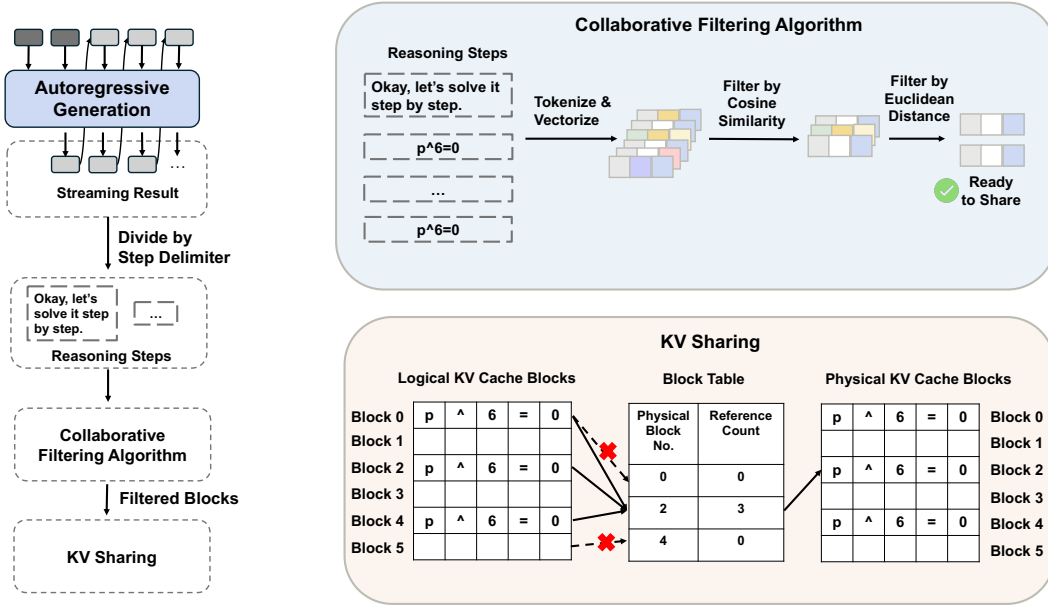 Autoregressive
Generation
...
Streaming Result
Divide by
Step Delimiter
Okay, let's
solve it step
by step.
...
Reasoning Steps
Collaborative
Filtering Algorithm
Filtered Blocks
KV Sharing
Collaborative Filtering Algorithm
Reasoning Steps
Okay, let's solve it
step by step.
p^6=0
...
p^6=0
Tokenize &
Vectorize
Filter by
Cosine
Similarity
Filter by
Euclidean
Distance
Ready
to Share
KV Sharing
Logical KV Cache Blocks
Block 0 p ^ 6 = 0
Block 1
Block 2 p ^ 6 = 0
Block 3
Block 4 p ^ 6 = 0
Block 5
Block Table
Physical Reference
Block Count
No.
0 0
2 3
4 0
Physical KV Cache Blocks
p ^ 6 = 0 Block 0
Block 1
p ^ 6 = 0 Block 2
Block 3
p ^ 6 = 0 Block 4
Block 5